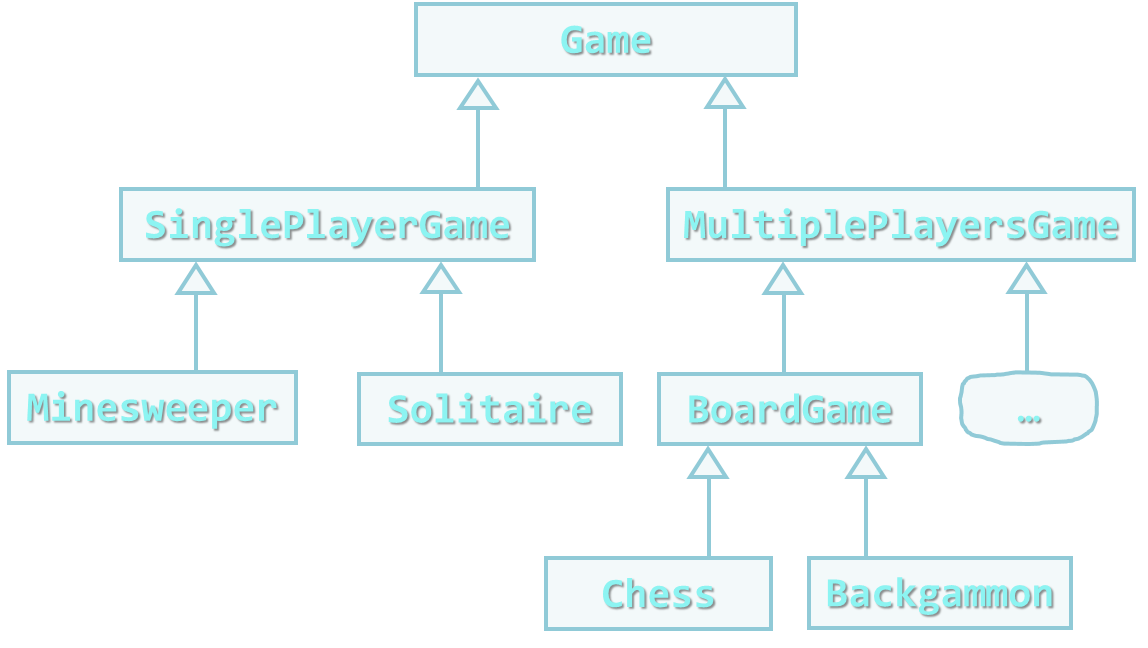 Game
SinglePlayerGame
MultiplePlayersGame
Minesweeper
Solitaire
BoardGame
…
Chess
Backgammon